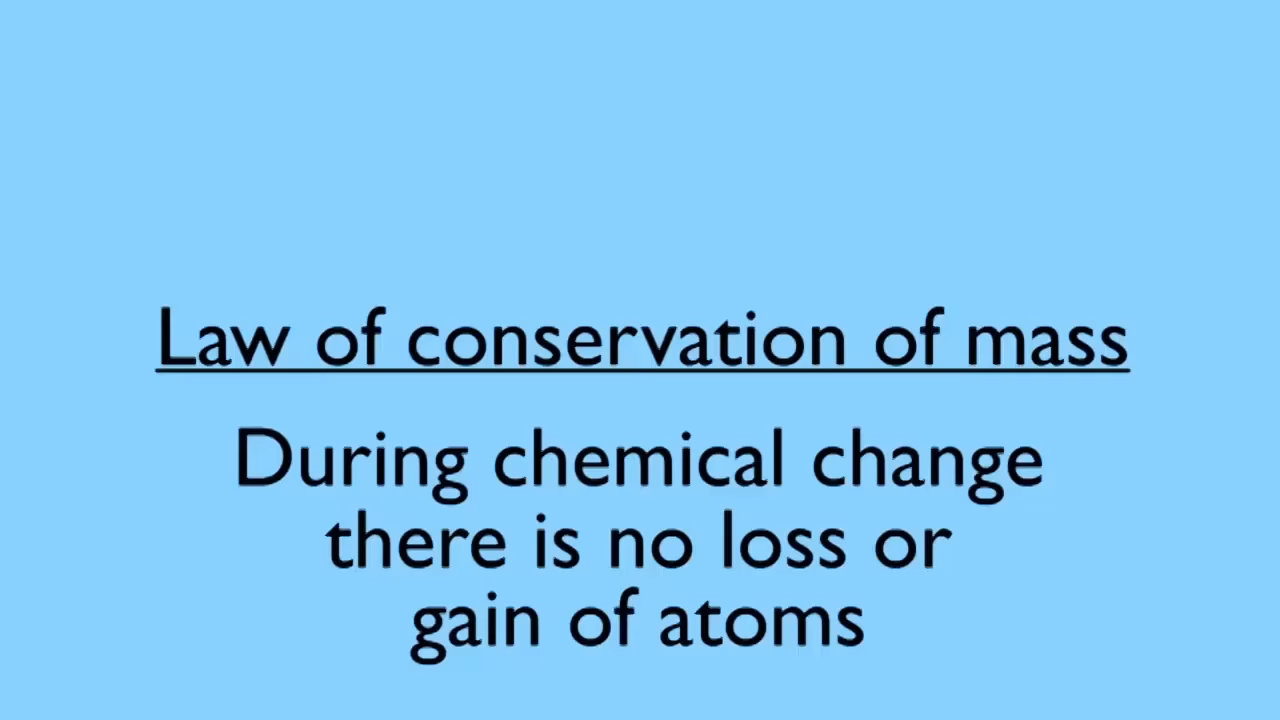 Law of conservation of mass
During chemical change
there is no loss or
gain of atoms